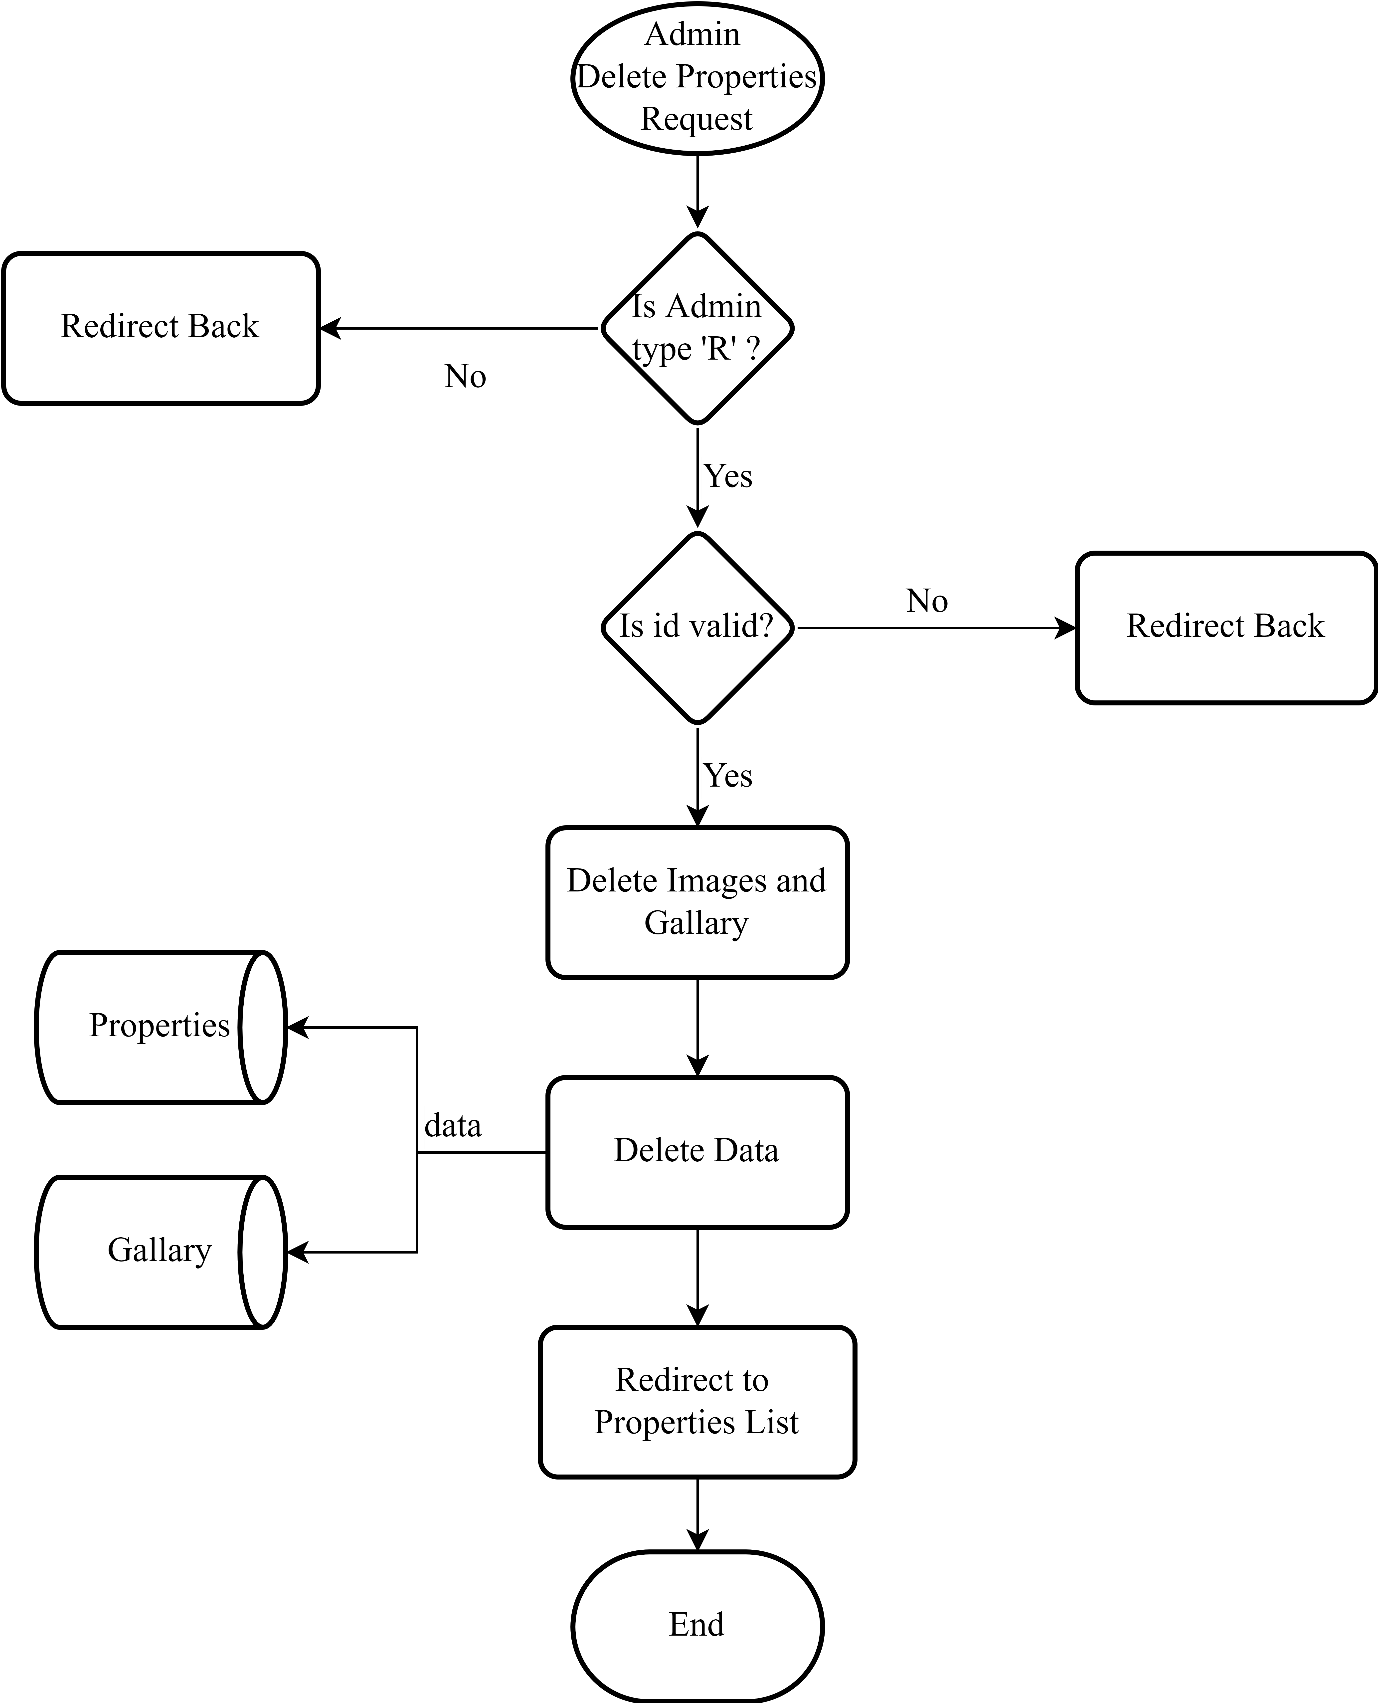 Admin
Delete Properties
Request
Is Admin
type 'R' ?
Redirect Back
No
Yes
Is id valid?
No
Redirect Back
Yes
Delete Images and
Gallary
Properties
data
Delete Data
Gallary
Redirect to
Properties List
End